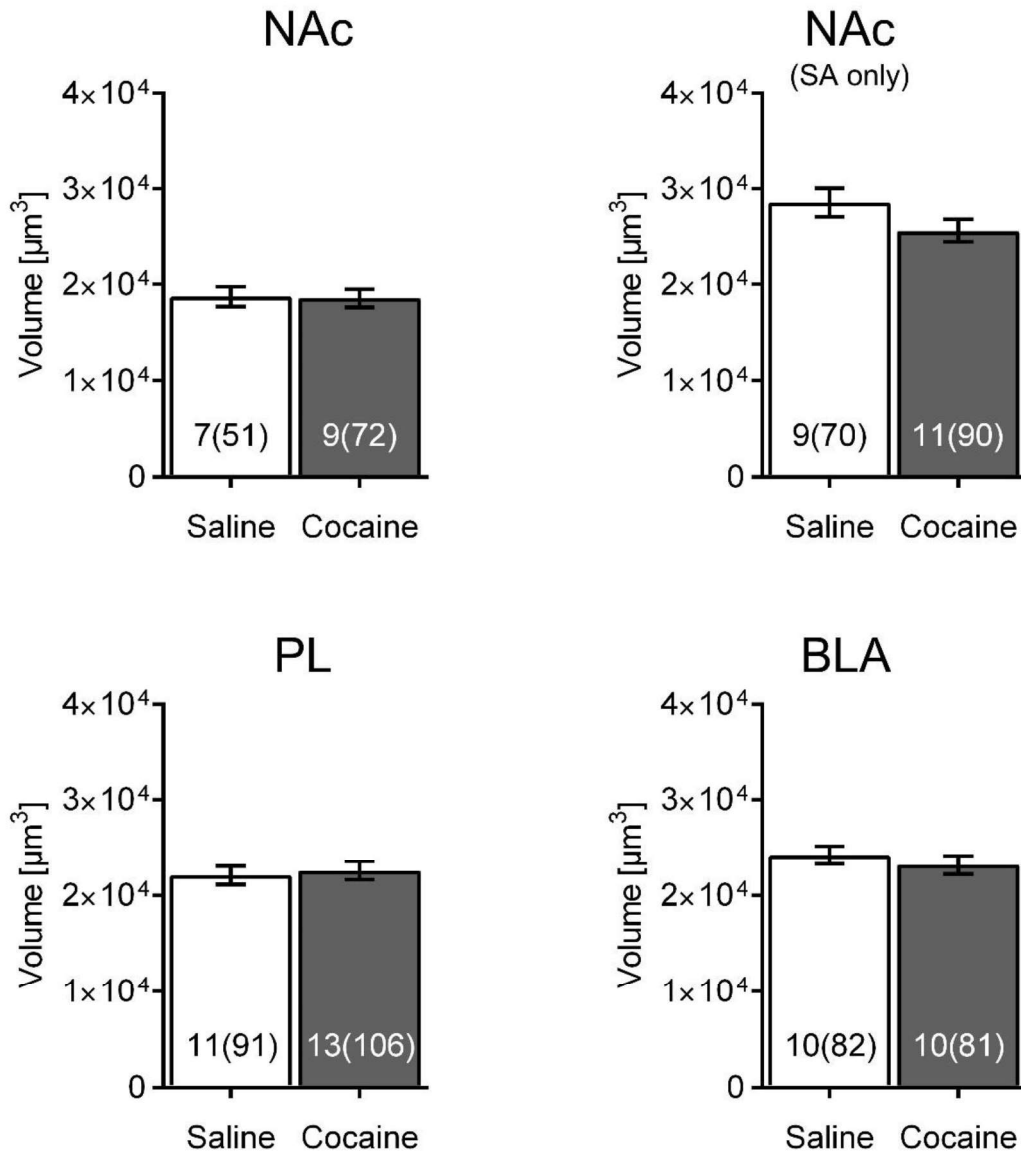 NAc
Volume [µm³]
4×10⁴
3×10⁴
2×10⁴
1×10⁴
0
7(51)
9(72)
Saline
Cocaine
NAc
(SA only)
Volume [µm³]
4×10⁴
3×10⁴
2×10⁴
1×10⁴
0
9(70)
11(90)
Saline
Cocaine
PL
Volume [µm³]
4×10⁴
3×10⁴
2×10⁴
1×10⁴
0
11(91)
13(106)
Saline
Cocaine
BLA
Volume [µm³]
4×10⁴
3×10⁴
2×10⁴
1×10⁴
0
10(82)
10(81)
Saline
Cocaine